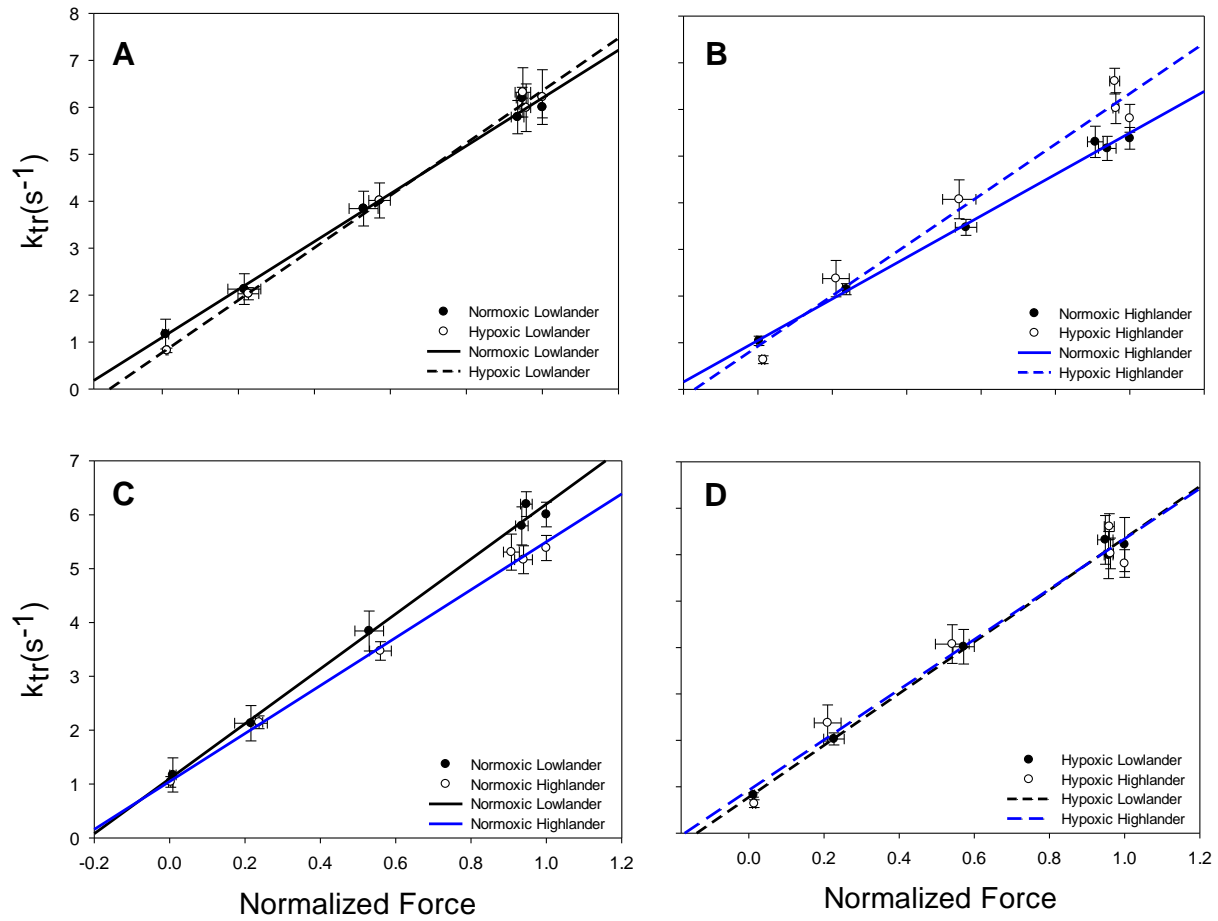 8
7
6
5
4
3
2
1
0
k_tr(s^-1)
A
Normoxic Lowlander
Hypoxic Lowlander
Normoxic Lowlander
Hypoxic Lowlander
B
Normoxic Highlander
Hypoxic Highlander
Normoxic Highlander
Hypoxic Highlander
7
6
5
4
3
2
1
0
k_tr(s^-1)
C
Normoxic Lowlander
Normoxic Highlander
Normoxic Lowlander
Normoxic Highlander
-0.2 0.0 0.2 0.4 0.6 0.8 1.0 1.2
Normalized Force
D
Hypoxic Lowlander
Hypoxic Highlander
Hypoxic Lowlander
Hypoxic Highlander
0.0 0.2 0.4 0.6 0.8 1.0 1.2
Normalized Force